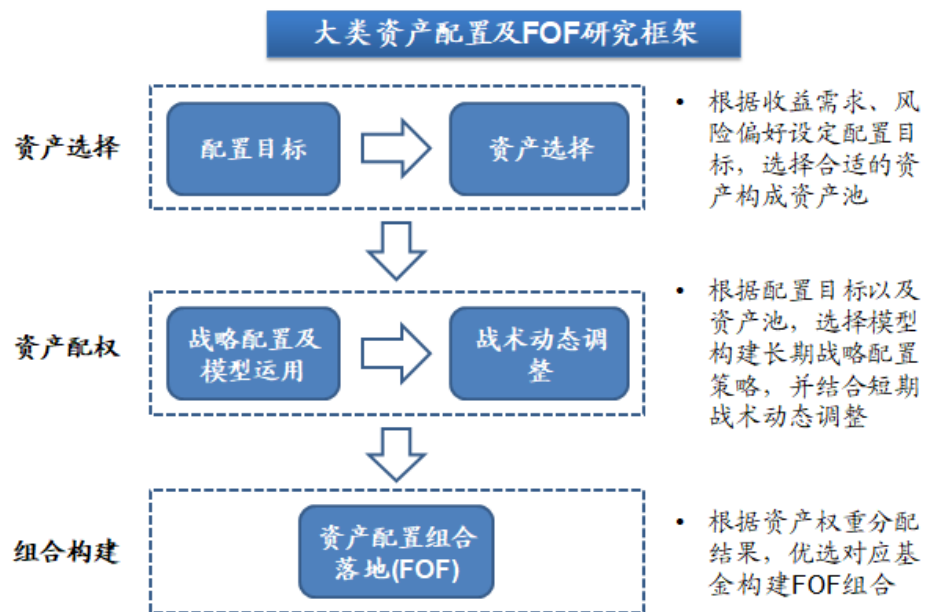 大类资产配置及FOF研究框架
资产选择
配置目标
资产选择
• 根据收益需求、风
险偏好设定配置目
标，选择合适的资
产构成资产池
资产配权
战略配置及
模型运用
战术动态调
整
• 根据配置目标以及
资产池，选择模型
构建长期战略配置
策略，并结合短期
战术动态调整
组合构建
资产配置组合
落地(FOF)
• 根据资产权重分配
结果，优选对应基
金构建FOF组合